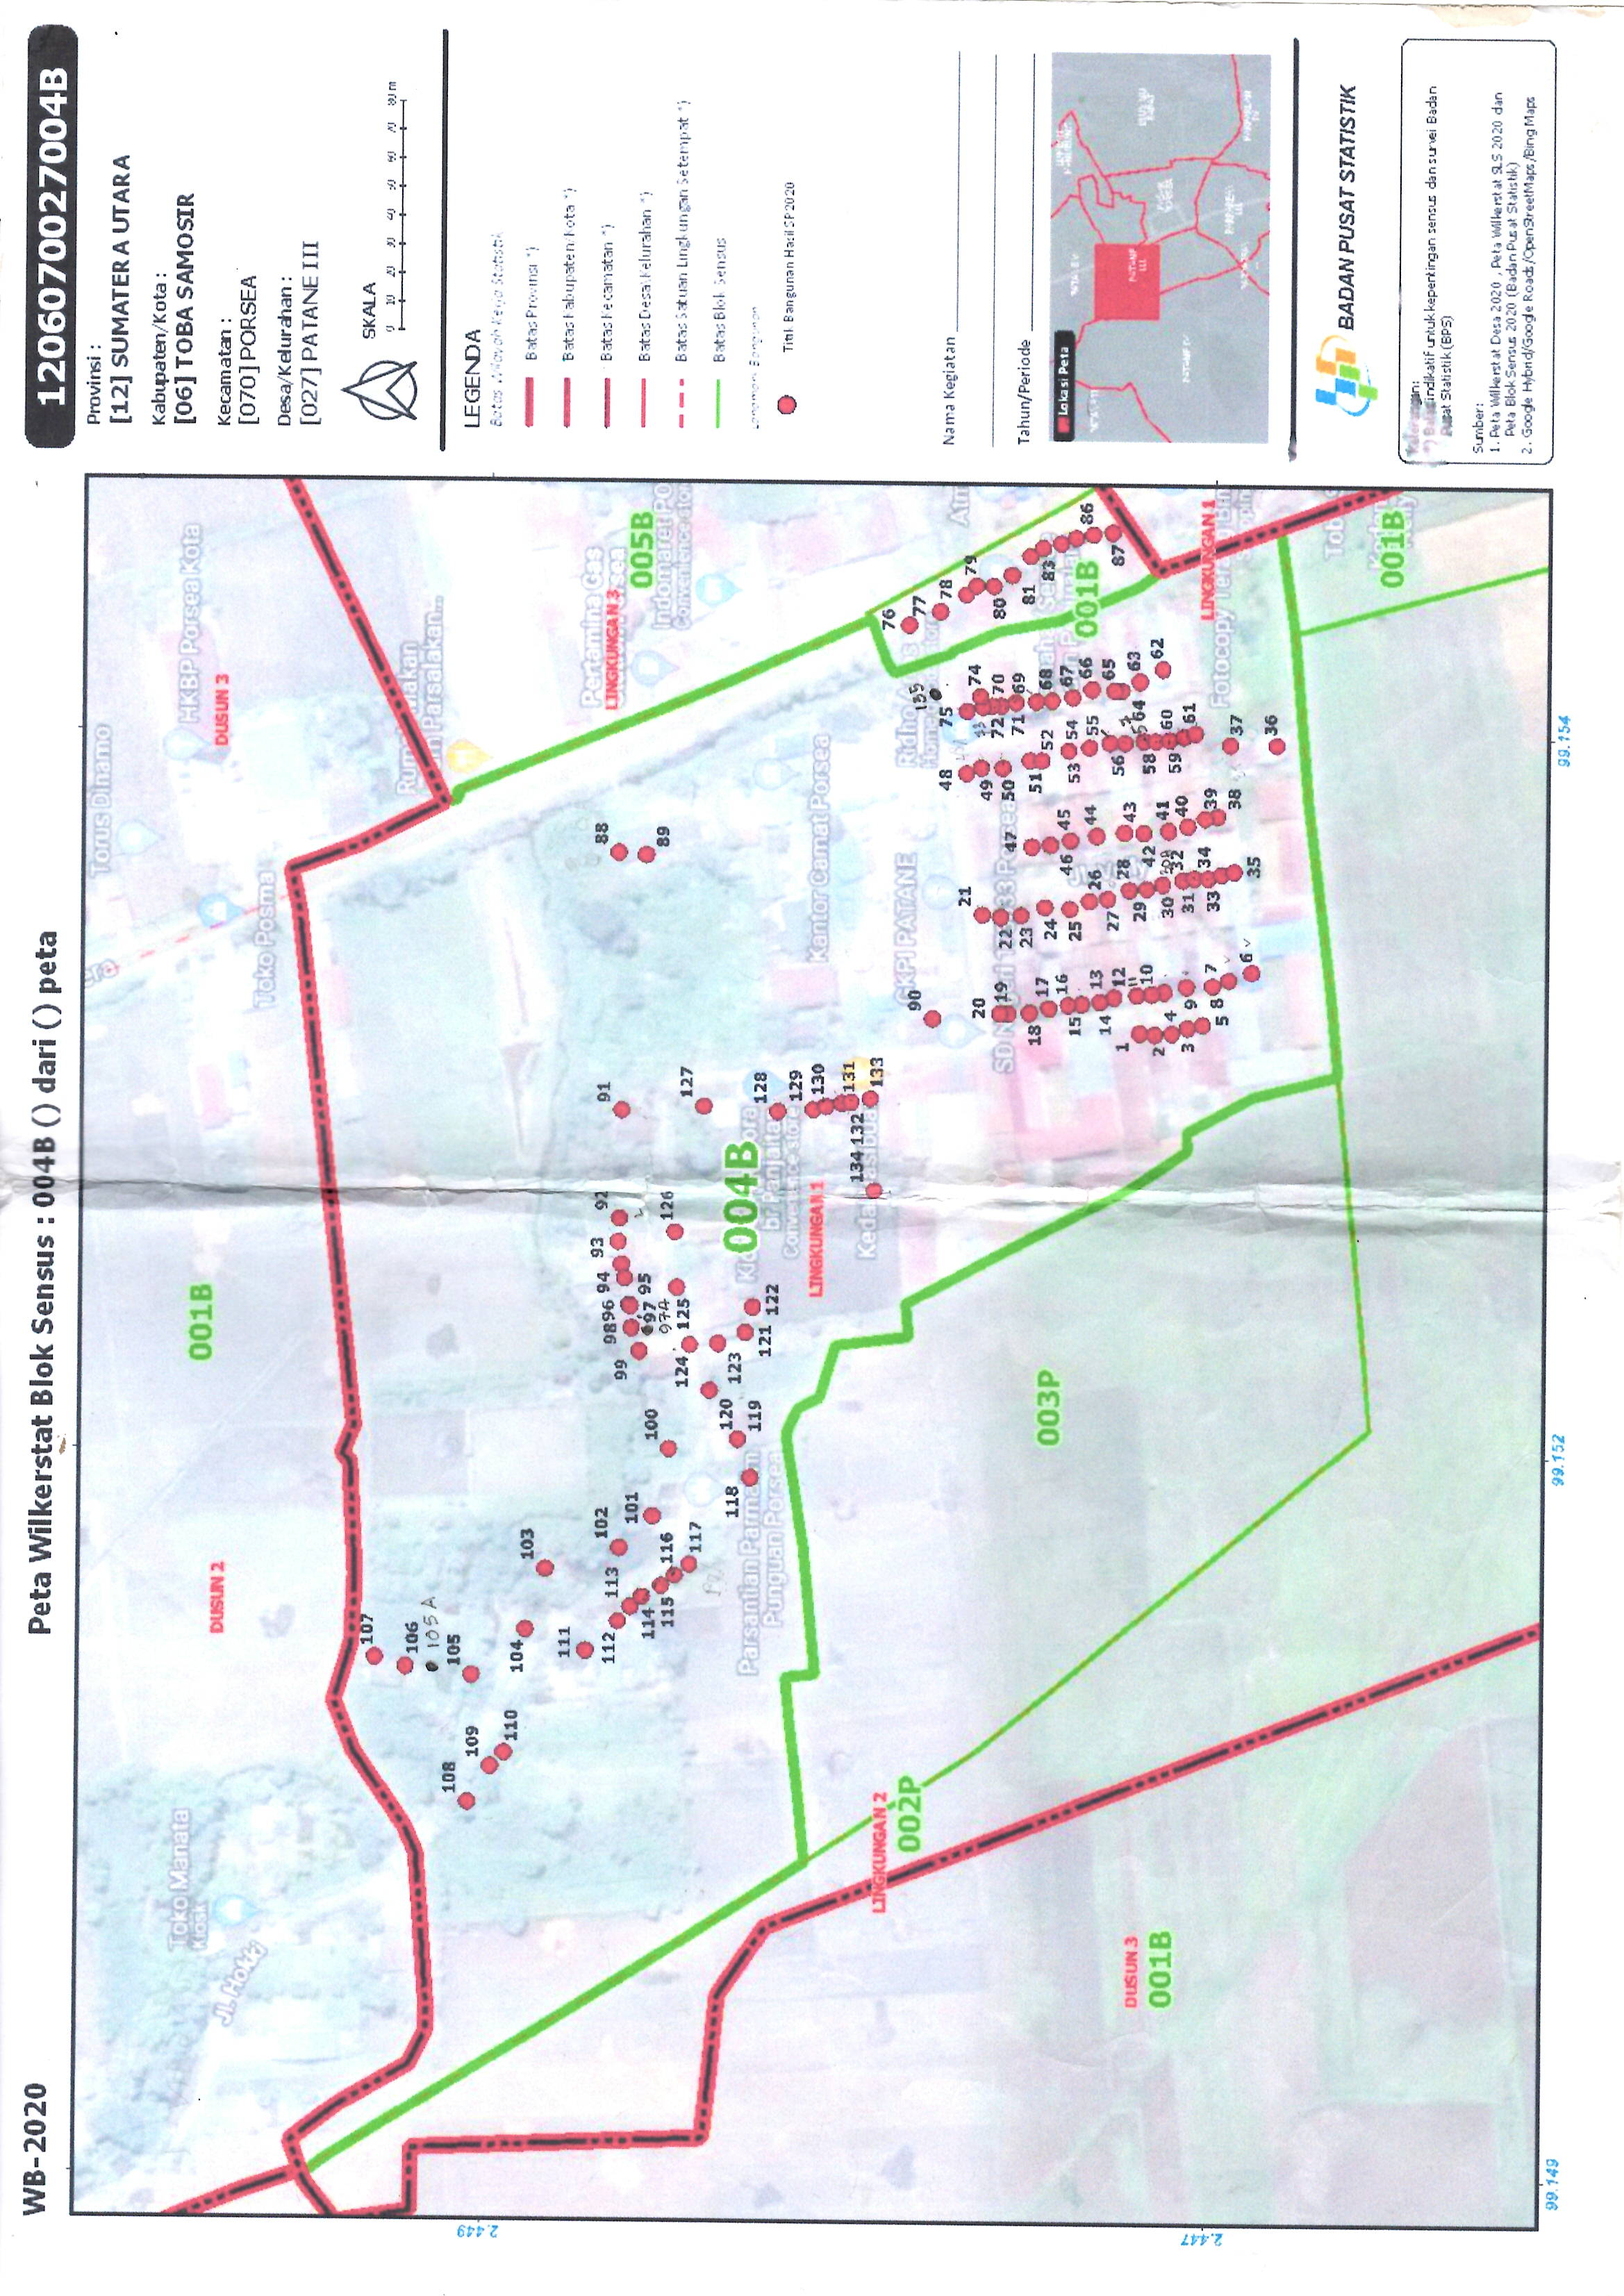 WB-2020
Peta Wilkerstat Blok Sensus : 004B () dari () peta
1206070027004B
Provinsi :
[12] SUMATERA UTARA
Kabupaten/Kota :
[06] TOBA SAMOSIR
Kecamatan :
[070] PORSEA
Desa/Kelurahan :
[027] PATANE III
SKALA
0 10 20 30 40 50 60 70 80 m
LEGENDA
Batas Wilayah Kerja Statistik
Batas Provinsi *)
Batas Kabupaten/Kota *)
Batas Kecamatan *)
Batas Desa\Kelurahan *)
Batas Satuan Lingkungan Setempat *)
Batas Blok Sensus
Titik Bangunan Hasil SP2020
Nama Kegiatan
Tahun/Periode
Lokasi Peta
BADAN PUSAT STATISTIK
Keterangan:
*) Batas indikatif untuk kepentingan sensus dan survei Badan
Pusat Statistik (BPS)
Sumber:
1. Peta Wilkerstat Desa 2020 , Peta Wilkerstat SLS 2020 dan
Peta Blok Sensus 2020 (Badan Pusat Statistik)
2. Google Hybrid/Google Roads/OpenStreetMaps/Bing Maps
Torus Dinamo
Toko Manata
Kiosk
Jl. Hokki
DUSUN 2
001B
HKBP Porsea Kota
DUSUN 3
Toko Posma
107
106
105A
105
108
109
110
104
103
111
112
113
102
114
101
115
116
117
100
99
98
96
94
93
92
97
95
97A
91
88
89
124
125
126
127
118
120
119
123
121
122
Parsantian Parmalim
Punguan Porsea
004B
br Panjaitan
Convenience store
LINGKUNGAN 1
128
129
130
131
134 132
133
Kantor Camat Porsea
Pertamina Gas
LINGKUNGAN 3
005B
Indomaret PO
Convenience store
LINGKUNGAN 2
002P
003P
DUSUN 3
001B
GKPI PATANE
90
135
76
77
78
79
80
81
83
86
87
001B
48
75
49
74
50
72
70
71
69
51
52
68
53
54
67
55
66
56
65
57
64
63
58
60
62
59
61
37
36
20
19
21
22
23
47
18
17
24
16
15
25
46
45
13
14
26
44
12
27
1
11
28
43
10
29
42
2
4
30
41
32
3
9
31
40
34
5
8
7
33
39
38
6
35
LINGKUNGAN 1
001B
2.449
2.447
99.149
99.152
99.154